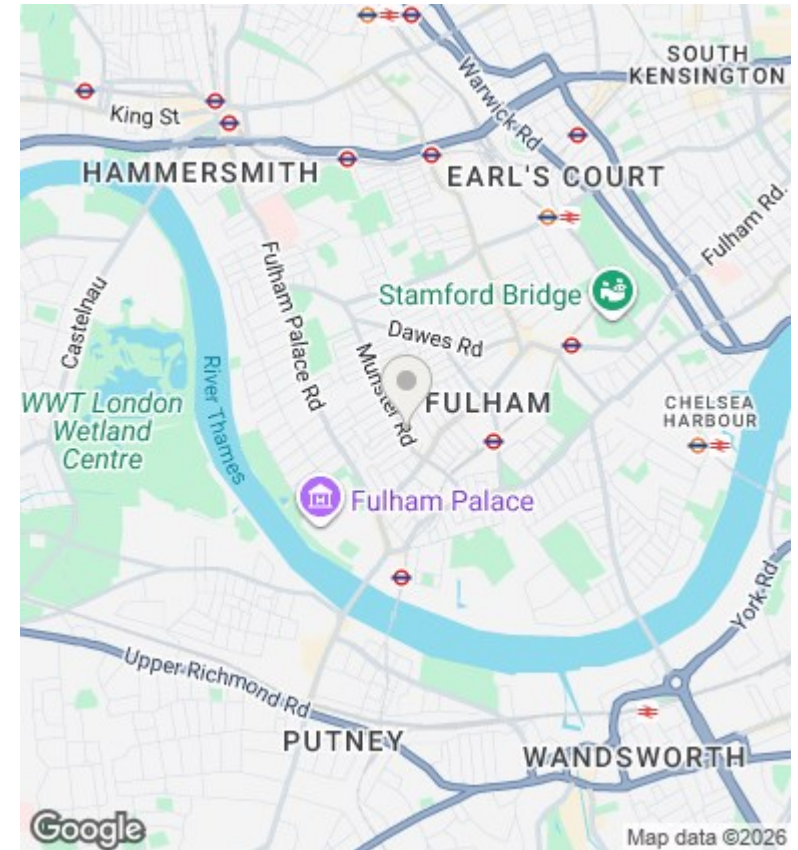 SOUTH
KENSINGTON
Warwick Rd
King St
HAMMERSMITH
EARL'S COURT
Fulham Rd.
Fulham Palace Rd
Castelnau
Stamford Bridge
Dawes Rd
Munster Rd
River Thames
FULHAM
WWT London
Wetland
Centre
CHELSEA
HARBOUR
Fulham Palace
York Rd
Upper Richmond Rd
PUTNEY
WANDSWORTH
Google
Map data ©2026